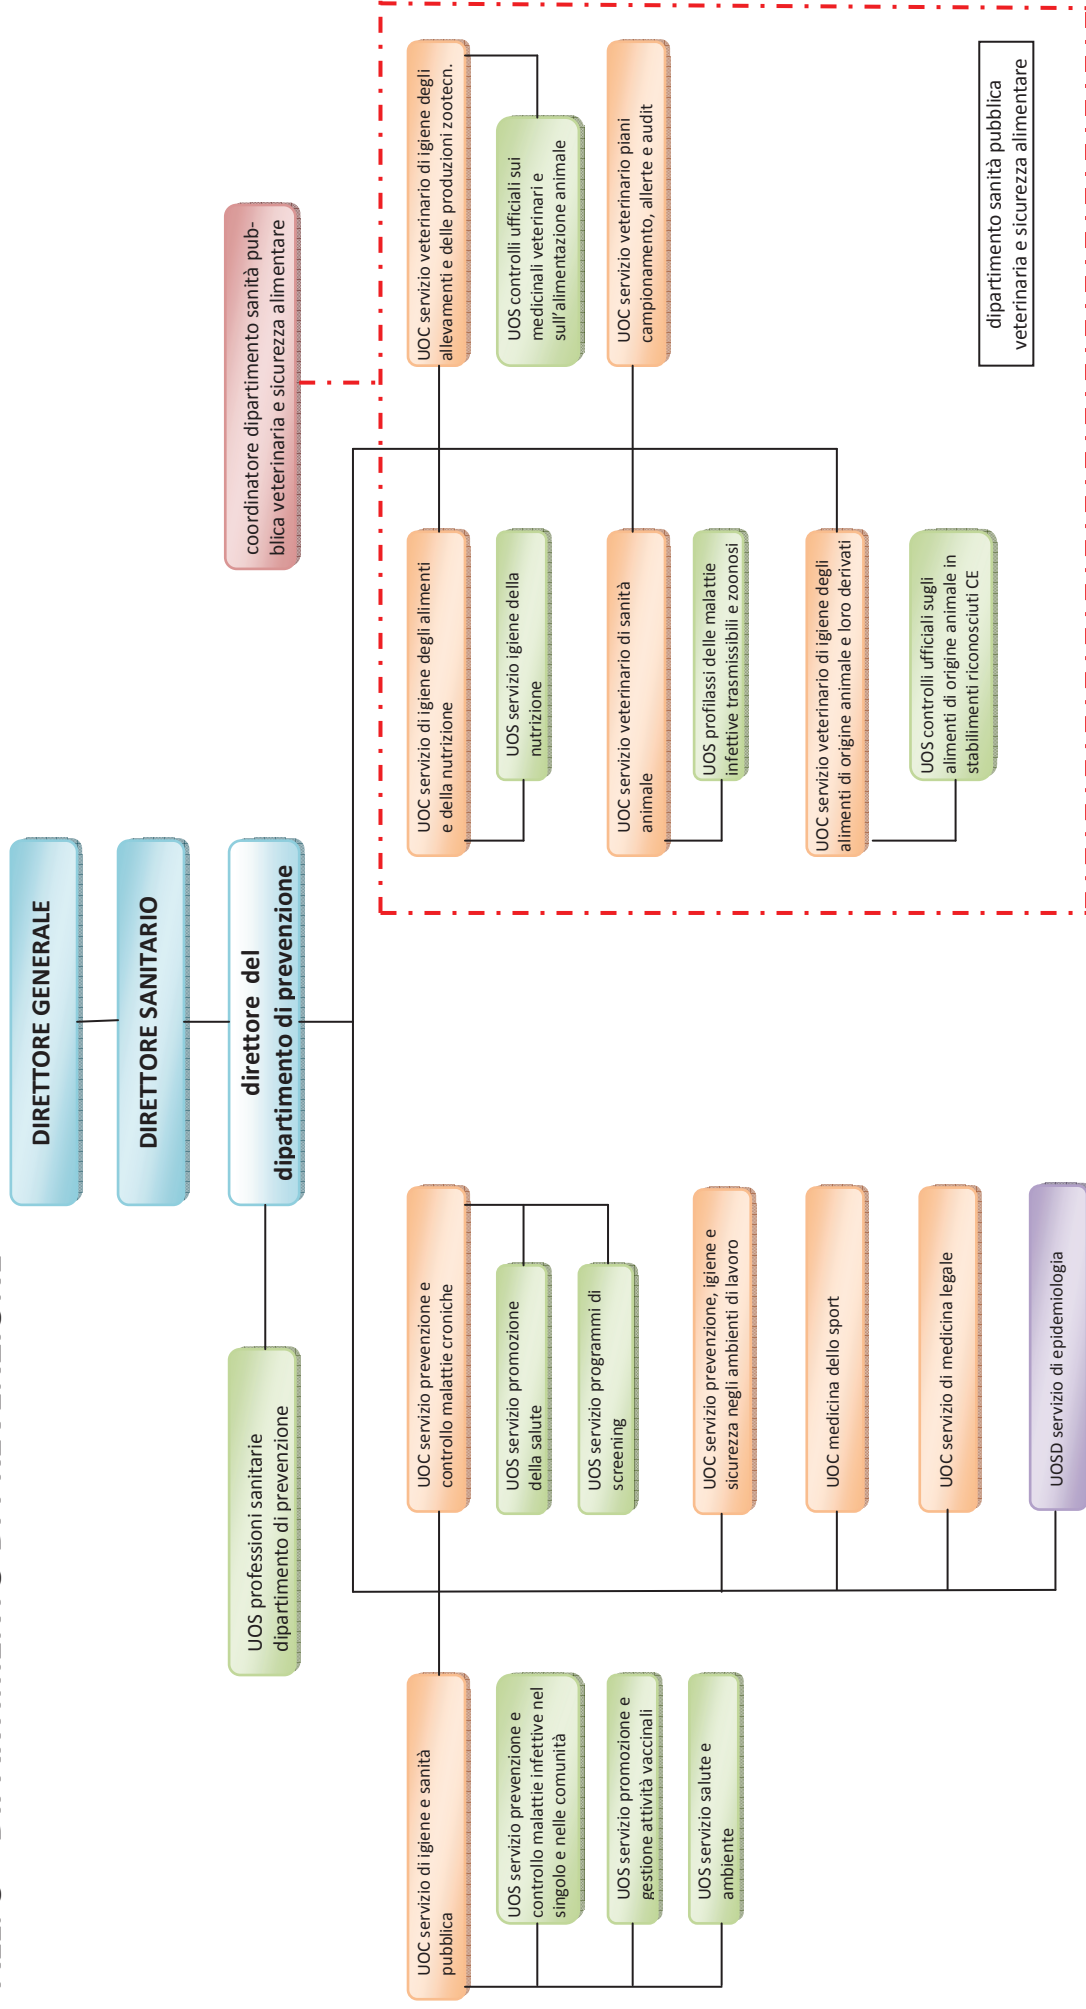 DIRETTORE GENERALE
DIRETTORE SANITARIO
direttore del
dipartimento di prevenzione
UOS professioni sanitarie
dipartimento di prevenzione
coordinatore dipartimento sanità pub-
blica veterinaria e sicurezza alimentare
UOC servizio di igiene e sanità
pubblica
UOS servizio prevenzione e
controllo malattie infettive nel
singolo e nelle comunità
UOS servizio promozione e
gestione attività vaccinali
UOS servizio salute e
ambiente
UOC servizio prevenzione e
controllo malattie croniche
UOS servizio promozione
della salute
UOS servizio programmi di
screening
UOC servizio prevenzione, igiene e
sicurezza negli ambienti di lavoro
UOC medicina dello sport
UOC servizio di medicina legale
UOSD servizio di epidemiologia
UOC servizio di igiene degli alimenti
e della nutrizione
UOS servizio igiene della
nutrizione
UOC servizio veterinario di sanità
animale
UOS profilassi delle malattie
infettive trasmissibili e zoonosi
UOC servizio veterinario di igiene degli
alimenti di origine animale e loro derivati
UOS controlli ufficiali sugli
alimenti di origine animale in
stabilimenti riconosciuti CE
UOC servizio veterinario di igiene degli
allevamenti e delle produzioni zootecn.
UOS controlli ufficiali sui
medicinali veterinari e
sull'alimentazione animale
UOC servizio veterinario piani
campionamento, allerte e audit
dipartimento sanità pubblica
veterinaria e sicurezza alimentare